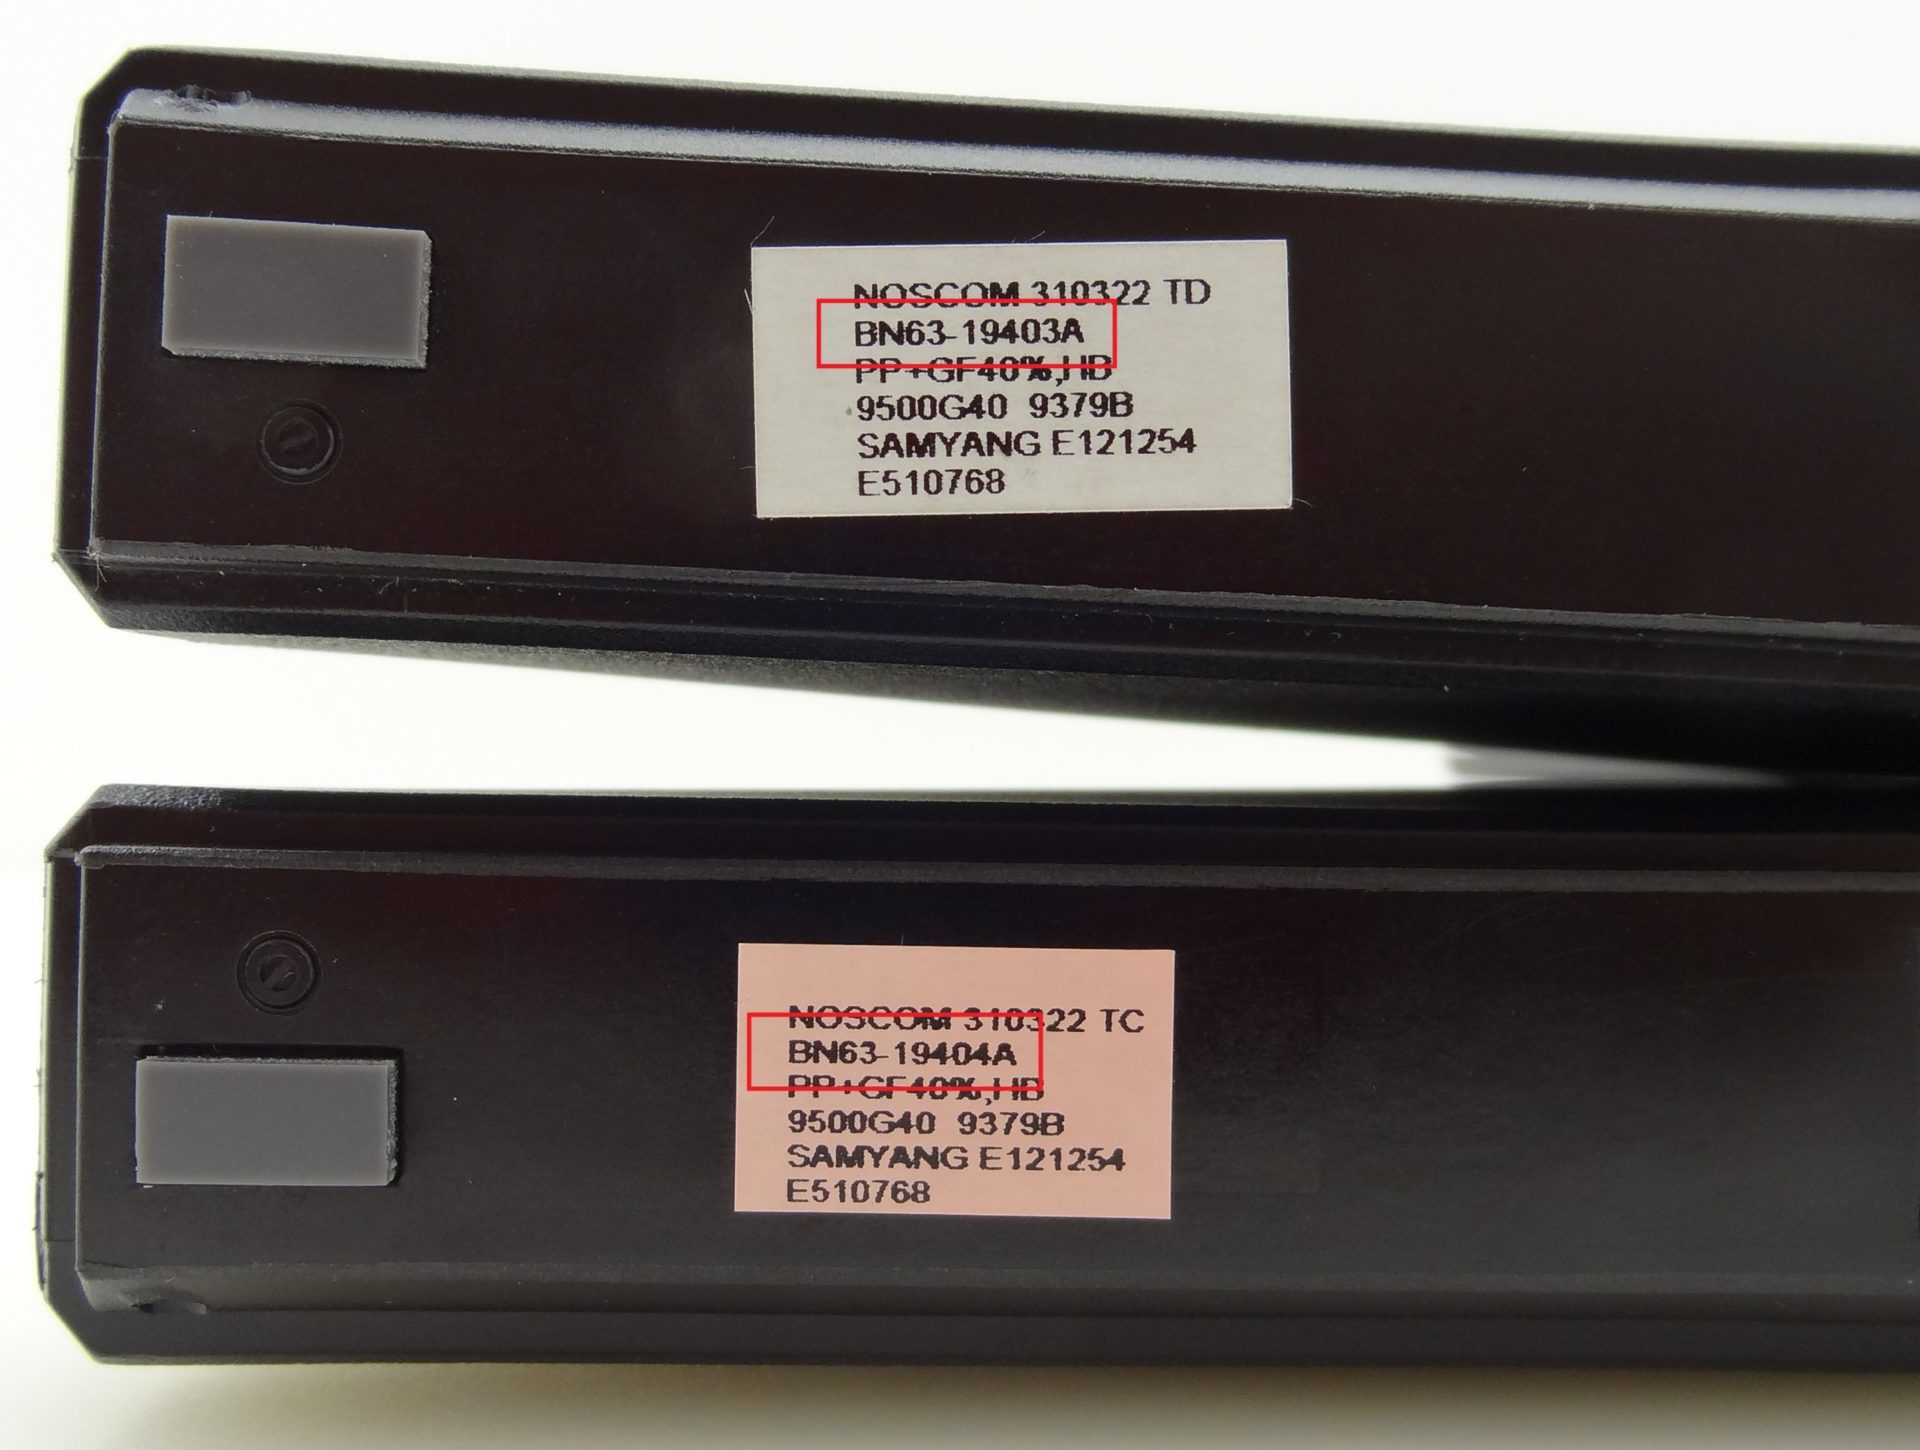 NOSCOM 310322 TD
BN63-19403A
PP+GF40%,HB
9500G40 9379B
SAMYANG E121254
E510768
NOSCOM 310322 TC
BN63-19404A
PP+GF40%,HB
9500G40 9379B
SAMYANG E121254
E510768